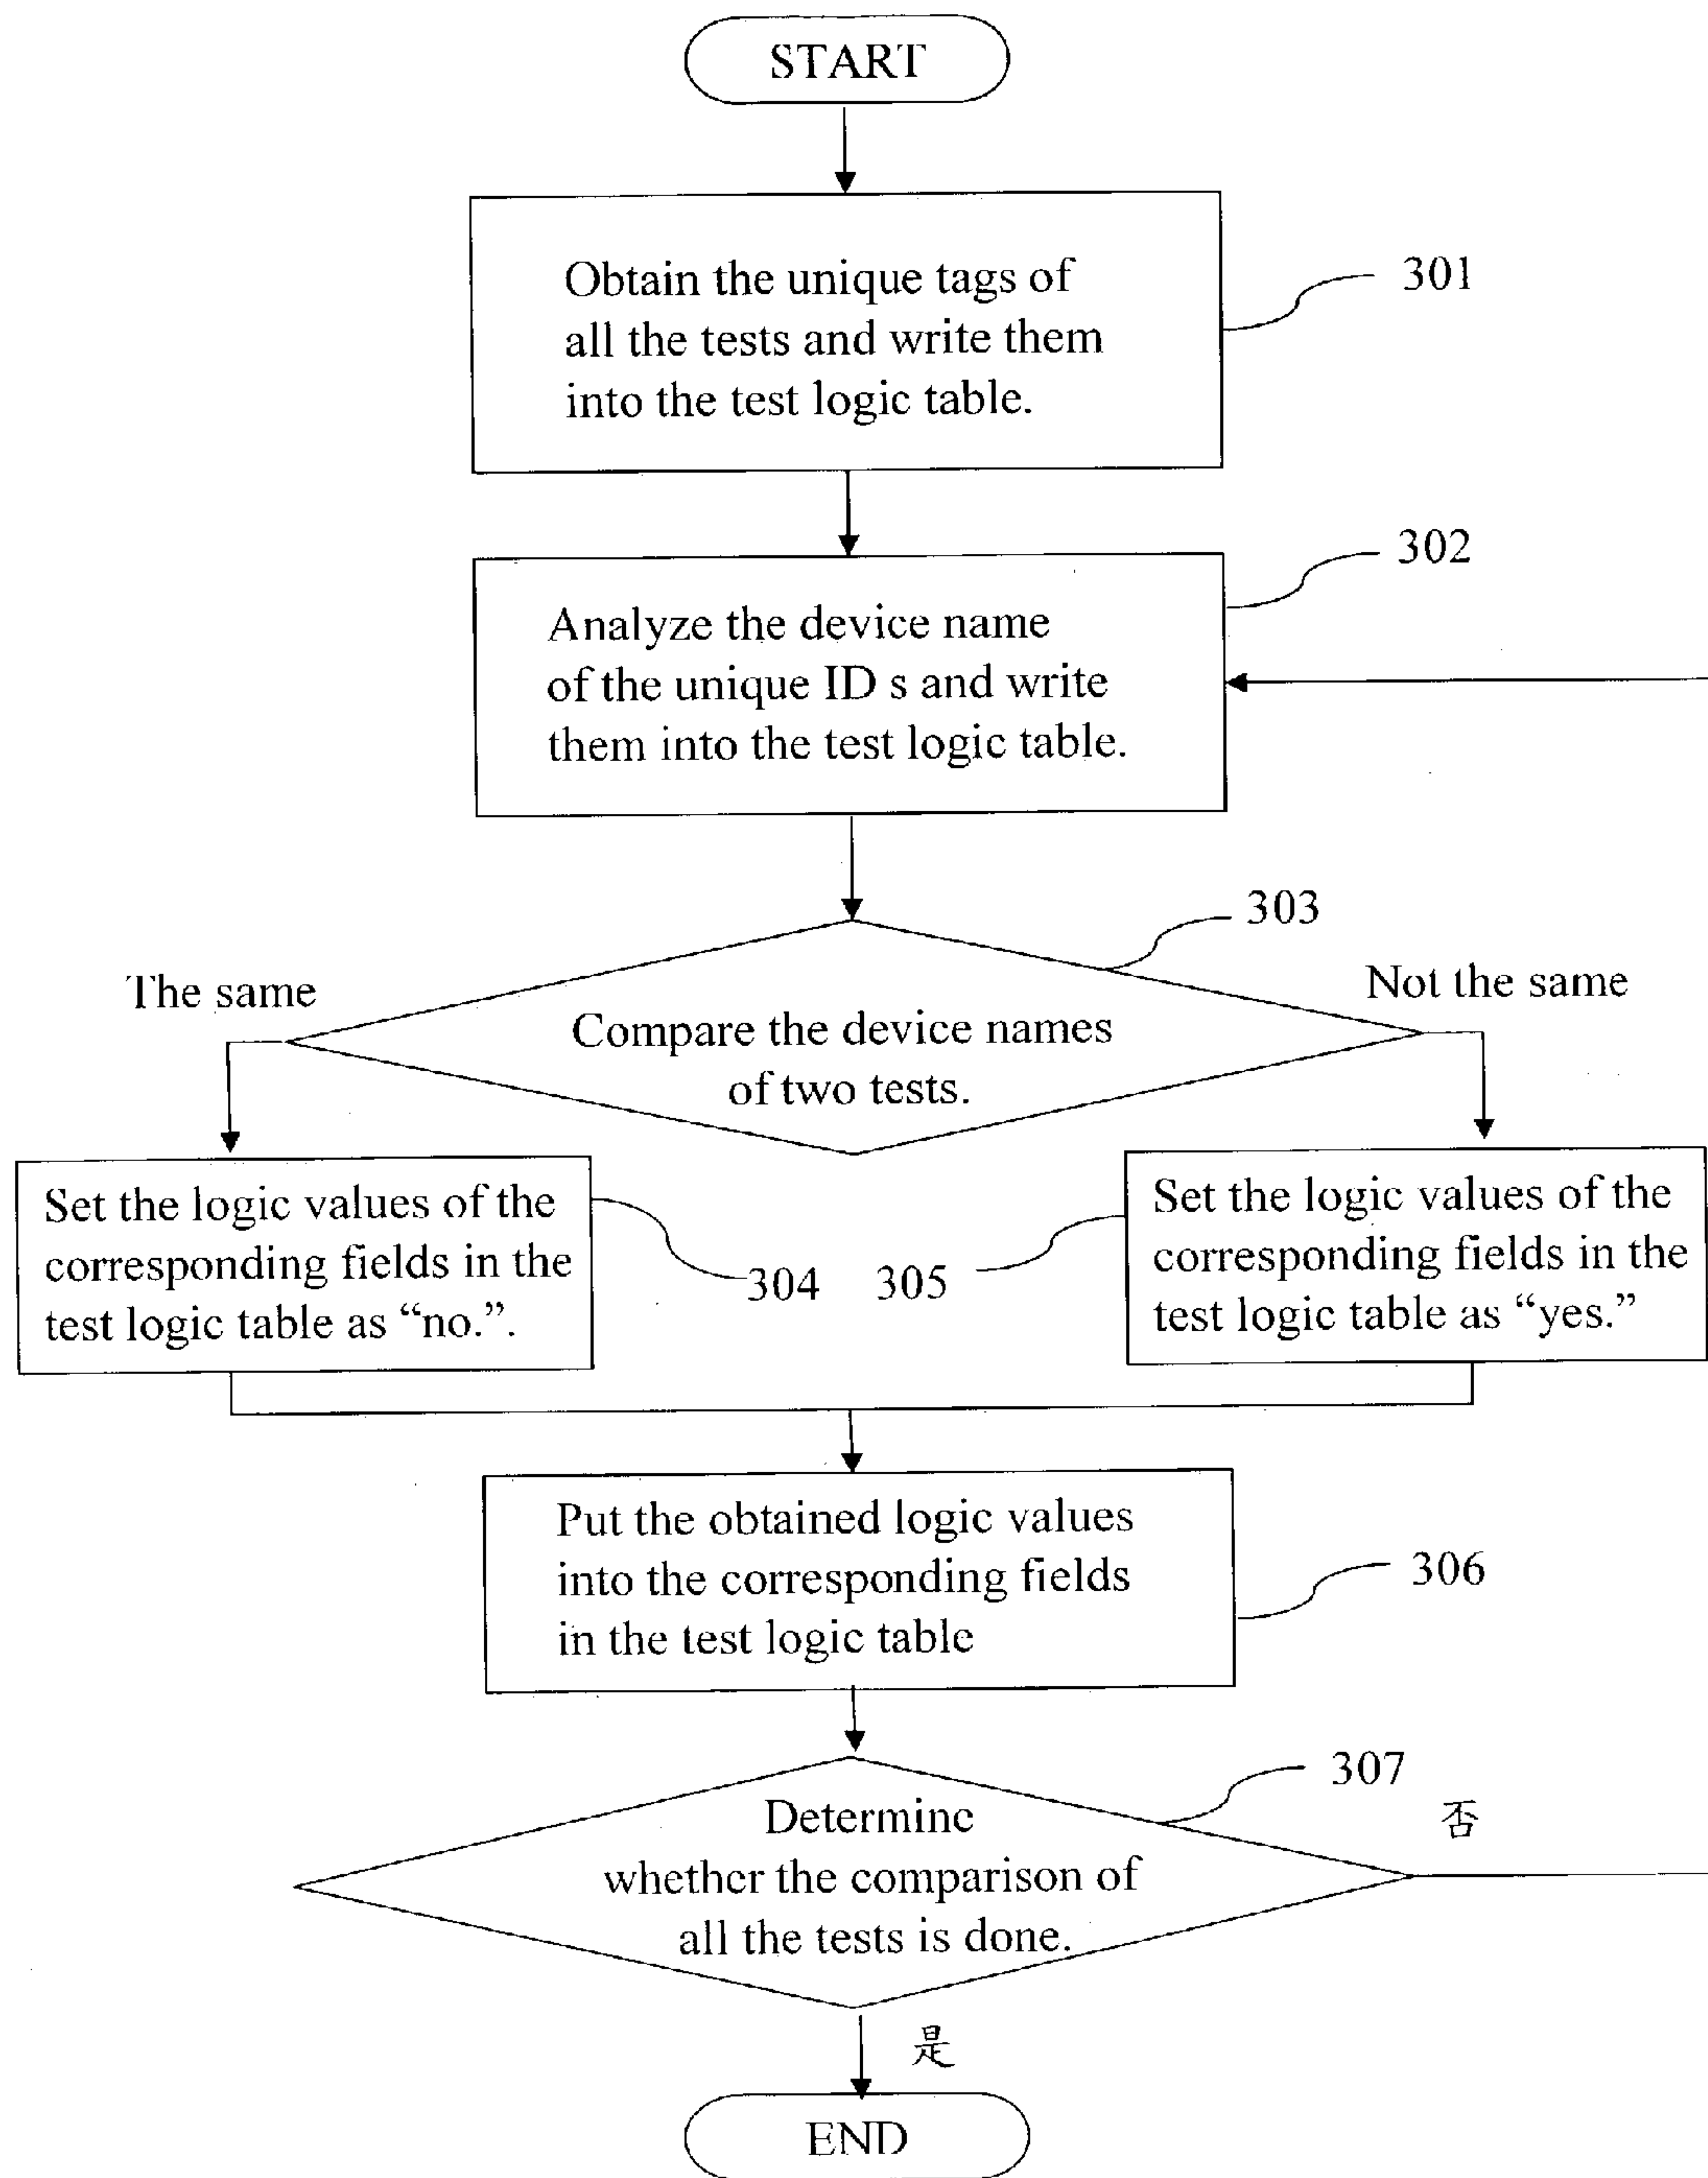 START
Obtain the unique tags of
all the tests and write them
into the test logic table.
301
Analyze the device name
of the unique ID s and write
them into the test logic table.
302
303
The same
Not the same
Compare the device names
of two tests.
Set the logic values of the
corresponding fields in the
test logic table as “no.”.
304
305
Set the logic values of the
corresponding fields in the
test logic table as “yes.”
Put the obtained logic values
into the corresponding fields
in the test logic table
306
307
否
Determine
whether the comparison of
all the tests is done.
是
END